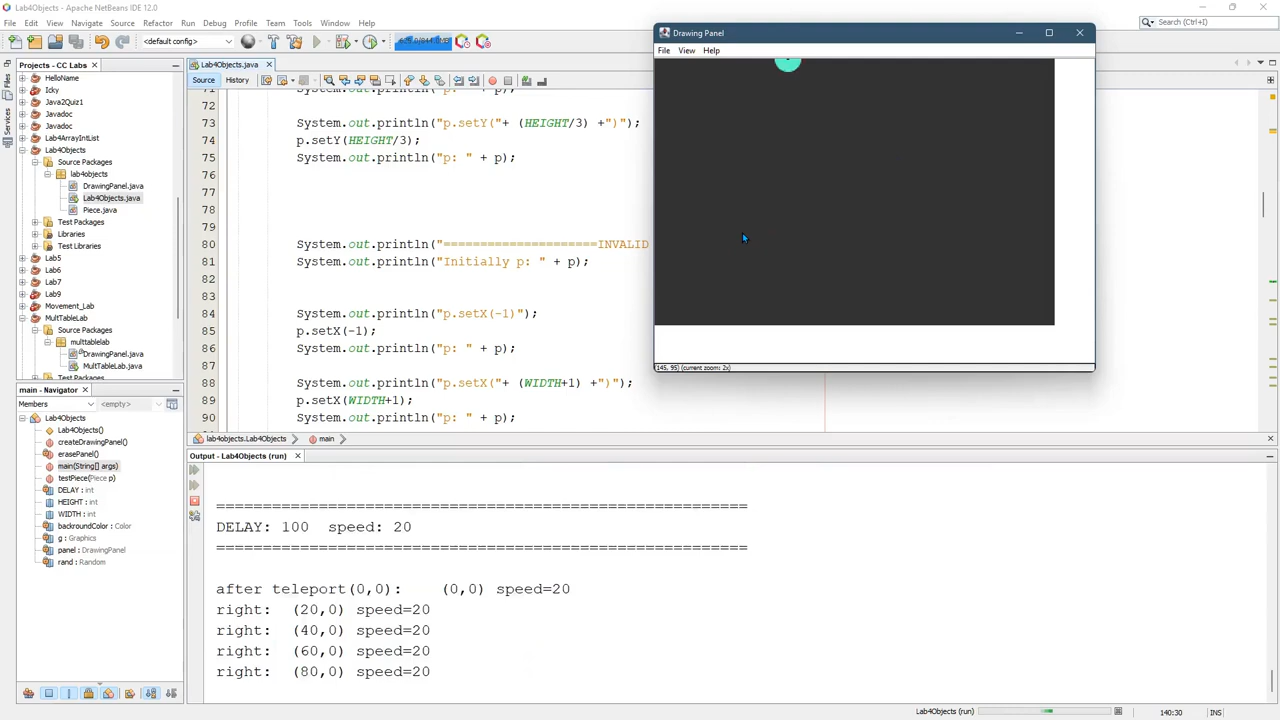 Lab4Objects - Apache NetBeans IDE 12.0
File Edit View Navigate Source Refactor Run Debug Profile Team Tools Window Help
Search (Ctrl+I)
<default config>
Projects - CC Labs
HelloName
Icky
Java2Quiz1
Javadoc
Javadoc
Lab4ArrayIntList
Lab4Objects
Source Packages
lab4objects
DrawingPanel.java
Lab4Objects.java
Piece.java
Test Packages
Libraries
Test Libraries
Lab5
Lab6
Lab7
Lab9
Movement_Lab
MultTableLab
Source Packages
multtablelab
DrawingPanel.java
MultTableLab.java
Test Packages
Files
Services
main - Navigator
Members <empty>
Lab4Objects
Lab4Objects()
createDrawingPanel()
erasePanel()
main(String[] args)
testPiece(Piece p)
DELAY : int
HEIGHT : int
WIDTH : int
backroundColor : Color
g : Graphics
panel : DrawingPanel
rand : Random
Lab4Objects.java
Source History
71 System.out.println("p: " + p);
72
73 System.out.println("p.setY("+ (HEIGHT/3) +")");
74 p.setY(HEIGHT/3);
75 System.out.println("p: " + p);
76
77
78
79
80 System.out.println("=====================INVALID
81 System.out.println("Initially p: " + p);
82
83
84 System.out.println("p.setX(-1)");
85 p.setX(-1);
86 System.out.println("p: " + p);
87
88 System.out.println("p.setX("+ (WIDTH+1) +")");
89 p.setX(WIDTH+1);
90 System.out.println("p: " + p);
lab4objects.Lab4Objects main
Drawing Panel
File View Help
(145, 95) (current zoom: 2x)
Output - Lab4Objects (run)
=========================================================
DELAY: 100 speed: 20
=========================================================
after teleport(0,0): (0,0) speed=20
right: (20,0) speed=20
right: (40,0) speed=20
right: (60,0) speed=20
right: (80,0) speed=20
Lab4Objects (run)
140:30
INS